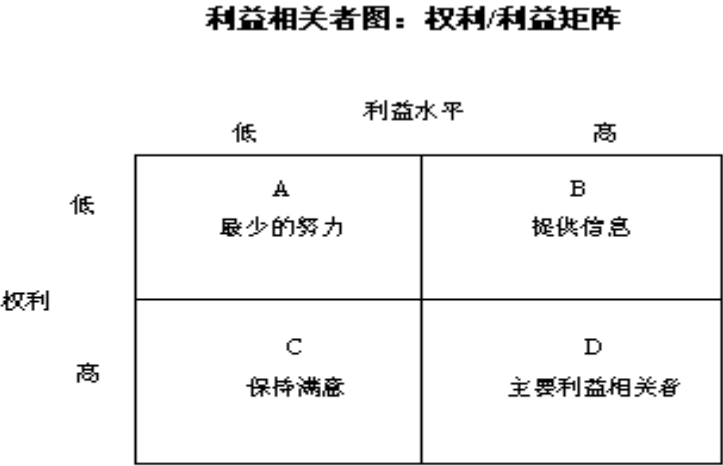 利益相关者图：权利/利益矩阵
利益水平
低 高
低
A
最少的努力
B
提供信息
权利
高
C
保持满意
D
主要利益相关者